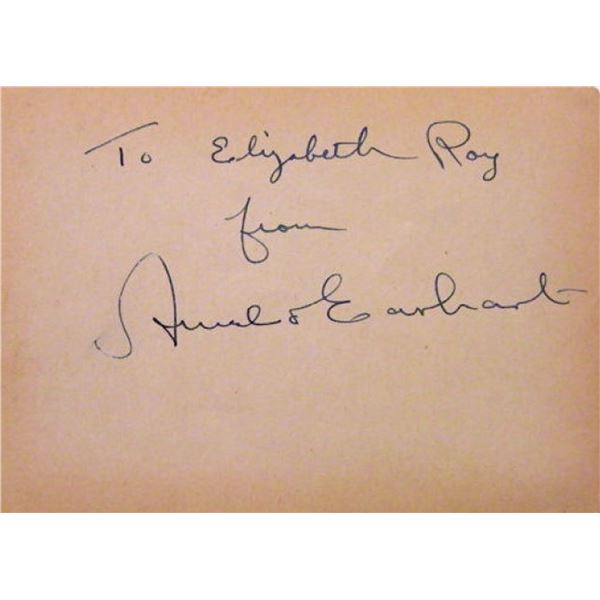 To Elizabeth Roy
from
Amelia Earhart